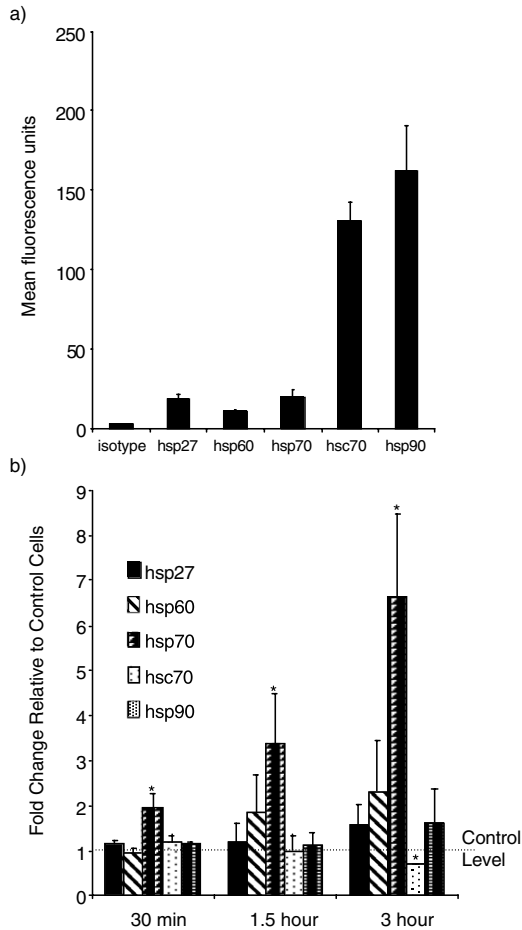 a)
Mean fluorescence units
250
200
150
100
50
0
isotype hsp27 hsp60 hsp70 hsc70 hsp90
b)
Fold Change Relative to Control Cells
9
8
7
6
5
4
3
2
1
0
hsp27
hsp60
hsp70
hsc70
hsp90
*
*
*
*
Control
Level
30 min 1.5 hour 3 hour